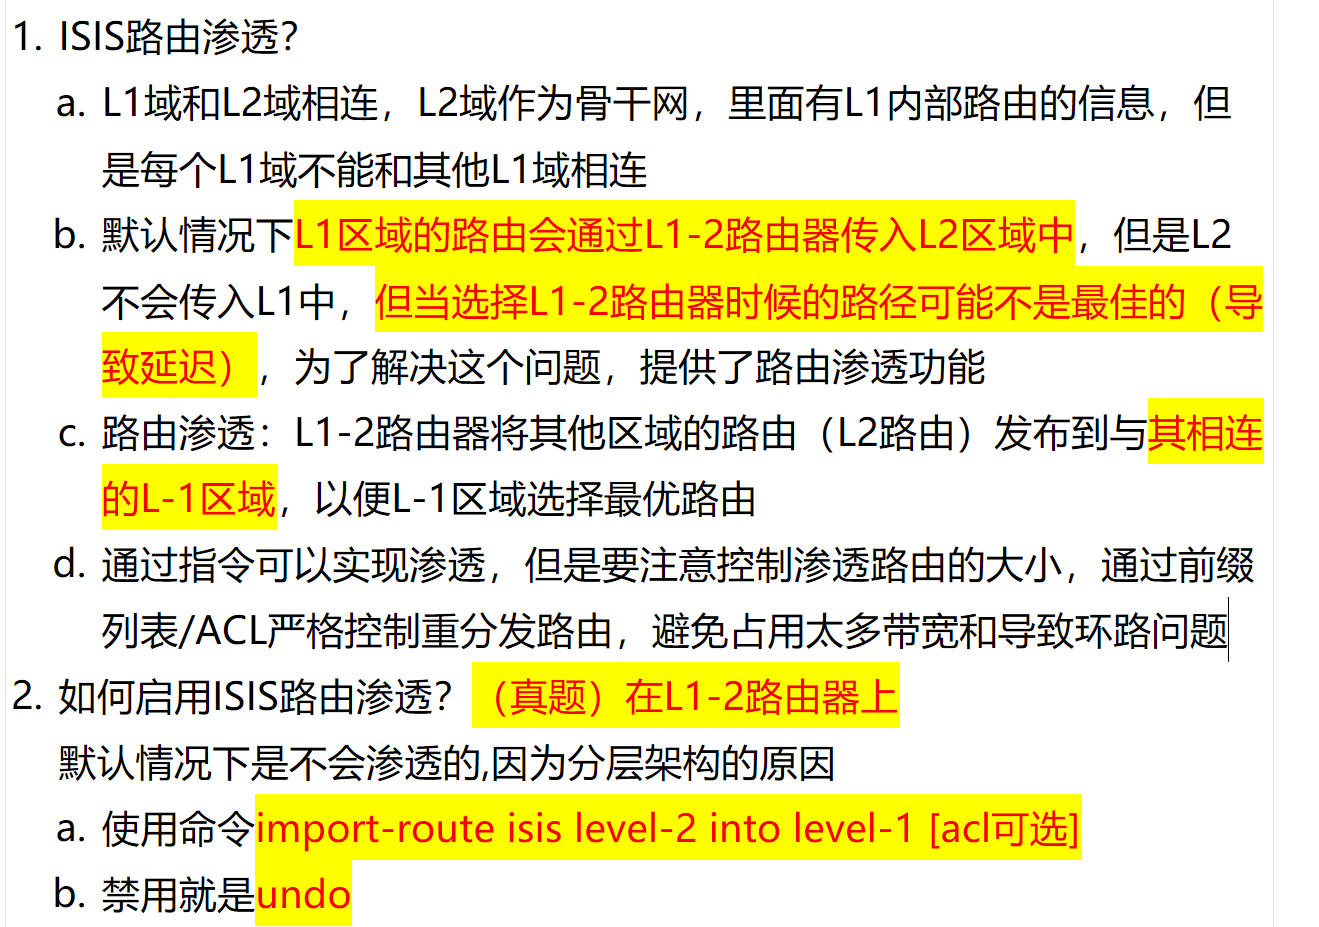 1. ISIS路由渗透？
a. L1域和L2域相连，L2域作为骨干网，里面有L1内部路由的信息，但
是每个L1域不能和其他L1域相连
b. 默认情况下L1区域的路由会通过L1-2路由器传入L2区域中，但是L2
不会传入L1中，但当选择L1-2路由器时候的路径可能不是最佳的（导
致延迟），为了解决这个问题，提供了路由渗透功能
c. 路由渗透：L1-2路由器将其他区域的路由（L2路由）发布到与其相连
的L-1区域，以便L-1区域选择最优路由
d. 通过指令可以实现渗透，但是要注意控制渗透路由的大小，通过前缀
列表/ACL严格控制重分发路由，避免占用太多带宽和导致环路问题
2. 如何启用ISIS路由渗透？（真题）在L1-2路由器上
默认情况下是不会渗透的,因为分层架构的原因
a. 使用命令import-route isis level-2 into level-1 [acl可选]
b. 禁用就是undo